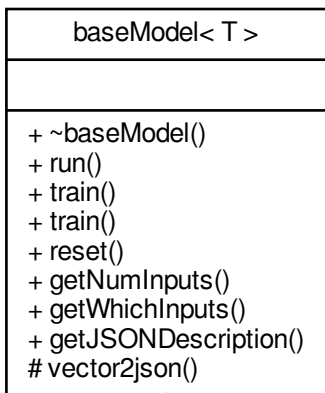 baseModel< T >
+ ~baseModel()
+ run()
+ train()
+ train()
+ reset()
+ getNumInputs()
+ getWhichInputs()
+ getJSONDescription()
# vector2json()